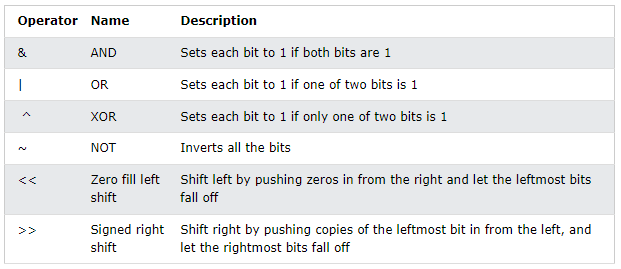 Operator Name Description
& AND Sets each bit to 1 if both bits are 1
| OR Sets each bit to 1 if one of two bits is 1
^ XOR Sets each bit to 1 if only one of two bits is 1
~ NOT Inverts all the bits
<< Zero fill left Shift left by pushing zeros in from the right and let the leftmost bits
shift fall off
>> Signed right Shift right by pushing copies of the leftmost bit in from the left, and
shift let the rightmost bits fall off